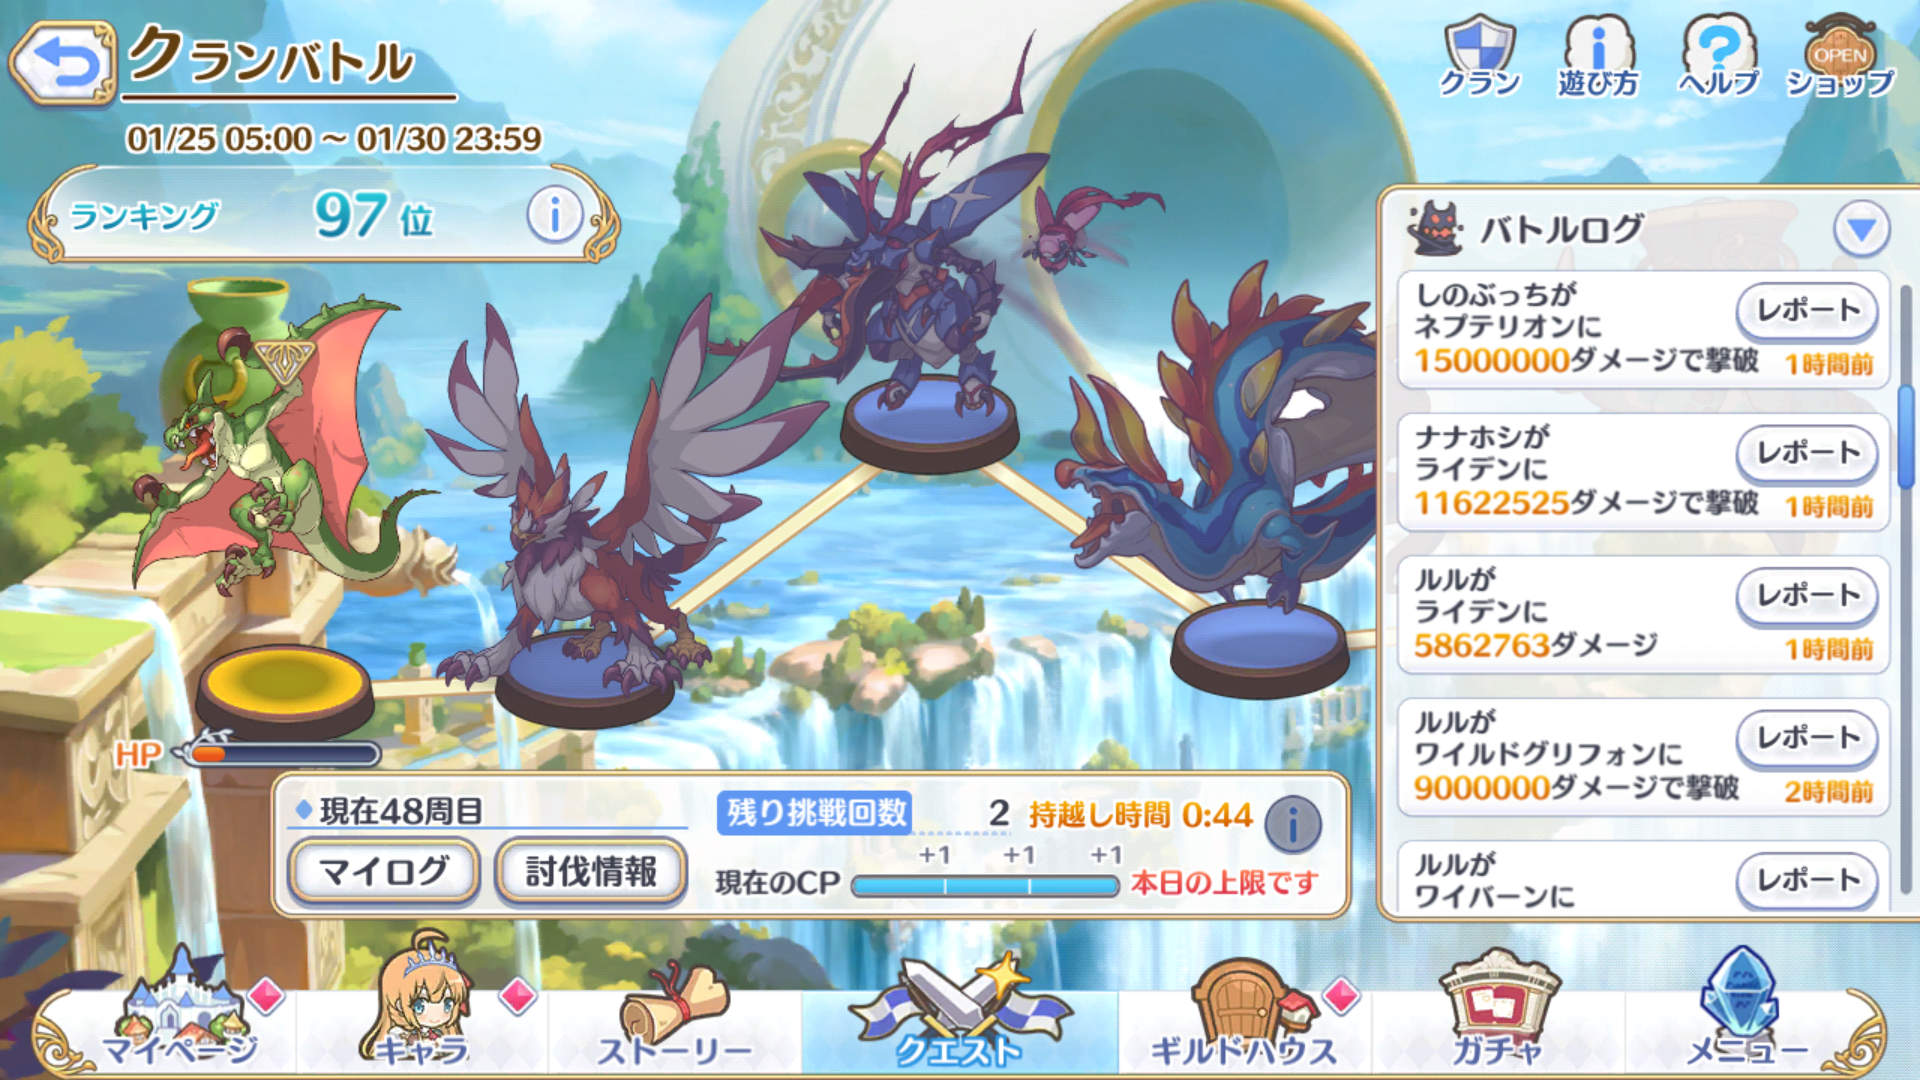 クランバトル
クラン
遊び方
ヘルプ
OPEN
ショップ
01/25 05:00 ～ 01/30 23:59
ランキング 97位
バトルログ
しのぶっちが
ネプテリオンに
15000000ダメージで撃破
1時間前
レポート
ナナホシが
ライデンに
11622525ダメージで撃破
1時間前
レポート
ルルが
ライデンに
5862763ダメージ
1時間前
レポート
ルルが
ワイルドグリフォンに
9000000ダメージで撃破
2時間前
レポート
ルルが
ワイバーンに
レポート
HP
現在48周目
マイログ
討伐情報
残り挑戦回数 2
持越し時間 0:44
+1 +1 +1
現在のCP
本日の上限です
マイページ
キャラ
ストーリー
クエスト
ギルドハウス
ガチャ
メニュー